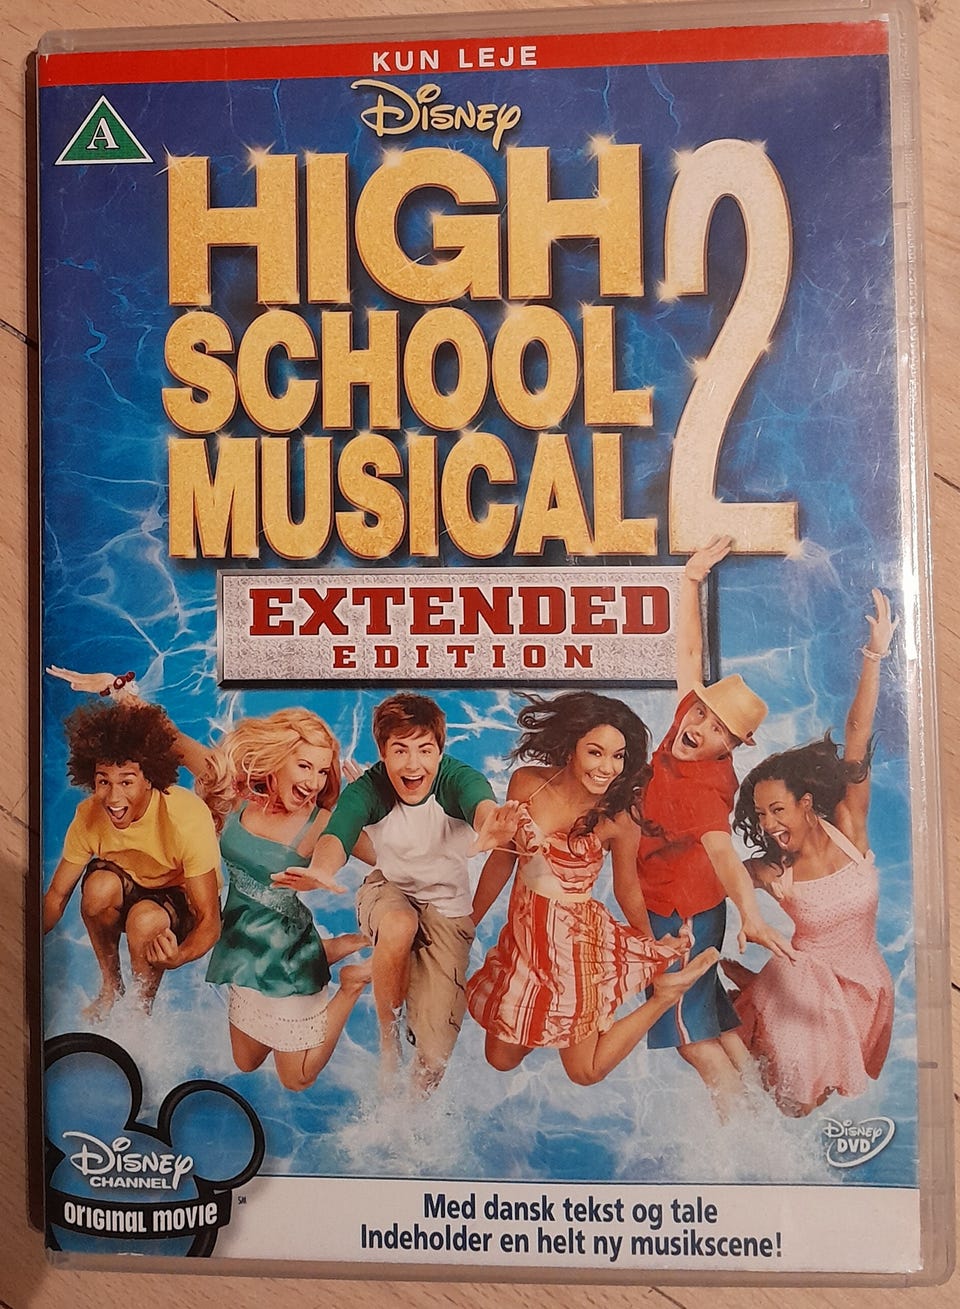 KUN LEJE
Disney
A
HIGH
SCHOOL
MUSICAL
2
EXTENDED
EDITION
Disney
CHANNEL
ORIGINAL MOVIE
SM
Disney
DVD
Med dansk tekst og tale
Indeholder en helt ny musikscene!